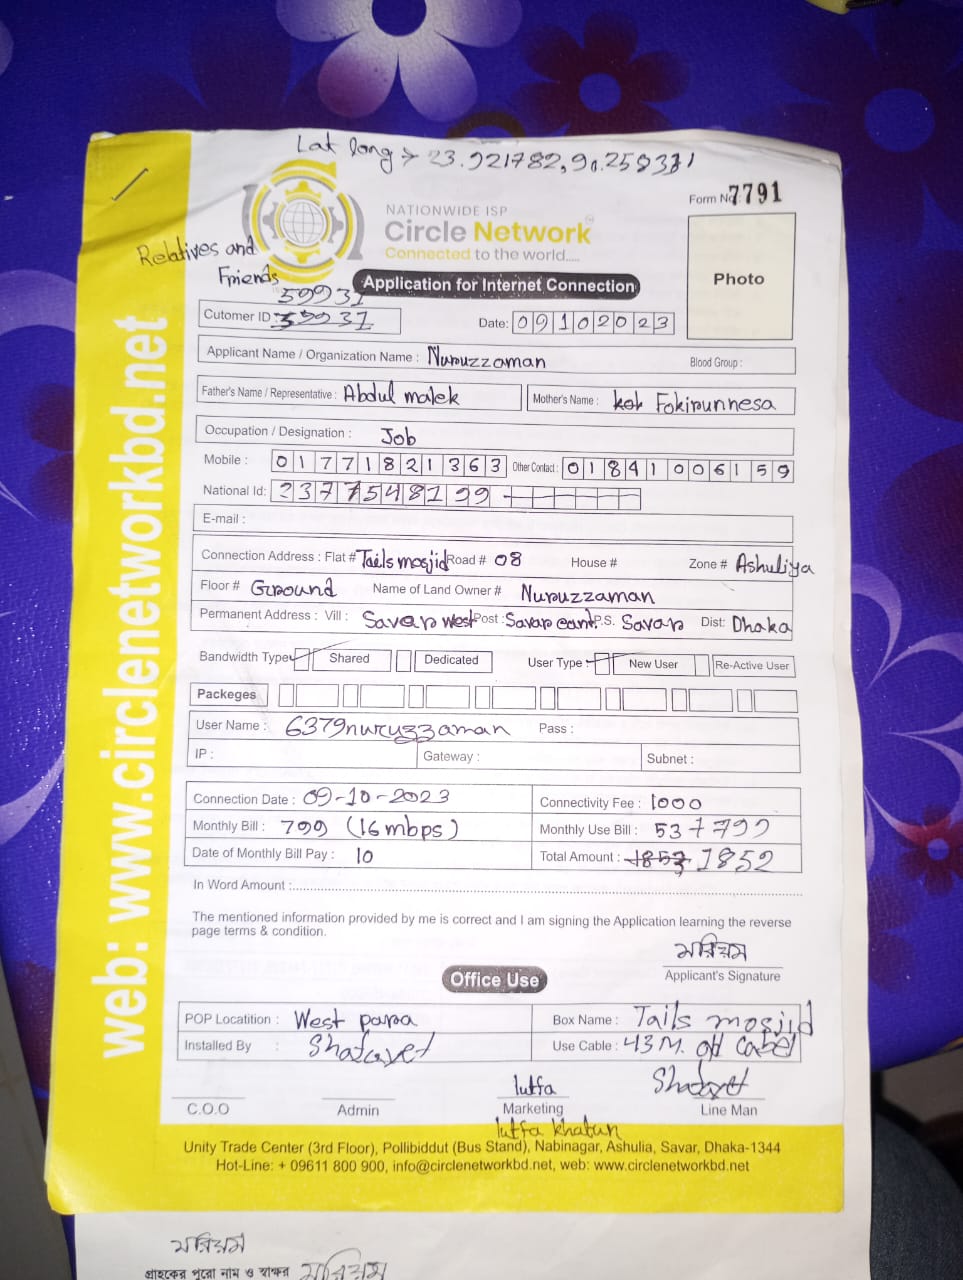 Lat long → 23.921782, 90.258371
Form No: 7791
NATIONWIDE ISP
Circle Network
Connected to the world.....
Relatives and
Friends
Photo
Application for Internet Connection
59931
Cutomer ID : 59931
Date: 09102023
Applicant Name / Organization Name : Nuruzzaman Blood Group :
Father's Name / Representative : Abdul malek Mother's Name : Fokirunnesa
Occupation / Designation : Job
Mobile : 01771821363 Other Contact : 01841006159
National Id: 2377548199
E-mail :
Connection Address : Flat # Tails mosjid Road # 08 House # Zone # Ashuliya
Floor # Ground Name of Land Owner # Nuruzzaman
Permanent Address : Vill : Savar west Post : Savar cant. P.S. Savar Dist: Dhaka
Bandwidth Type Shared Dedicated User Type New User Re-Active User
Packeges
User Name : 6379nuruzzaman Pass :
IP : Gateway : Subnet :
Connection Date : 09-10-2023 Connectivity Fee : 1000
Monthly Bill : 799 (16mbps) Monthly Use Bill : 537799
Date of Monthly Bill Pay : 10 Total Amount : 1853 1852
In Word Amount :
The mentioned information provided by me is correct and I am signing the Application learning the reverse
page terms & condition.
মরিয়ম
Applicant's Signature
Office Use
POP Locatition : West para Box Name : Tails mosjid
Installed By : Use Cable : 43 M. Cabel
lutfa
C.O.O Admin Marketing Line Man
lutfa khatun
Unity Trade Center (3rd Floor), Pollibiddut (Bus Stand), Nabinagar, Ashulia, Savar, Dhaka-1344
Hot-Line: + 09611 800 900, info@circlenetworkbd.net, web: www.circlenetworkbd.net
web: www.circlenetworkbd.net
মরিয়ম
গ্রাহকের পুরো নাম ও স্বাক্ষর মরিয়ম